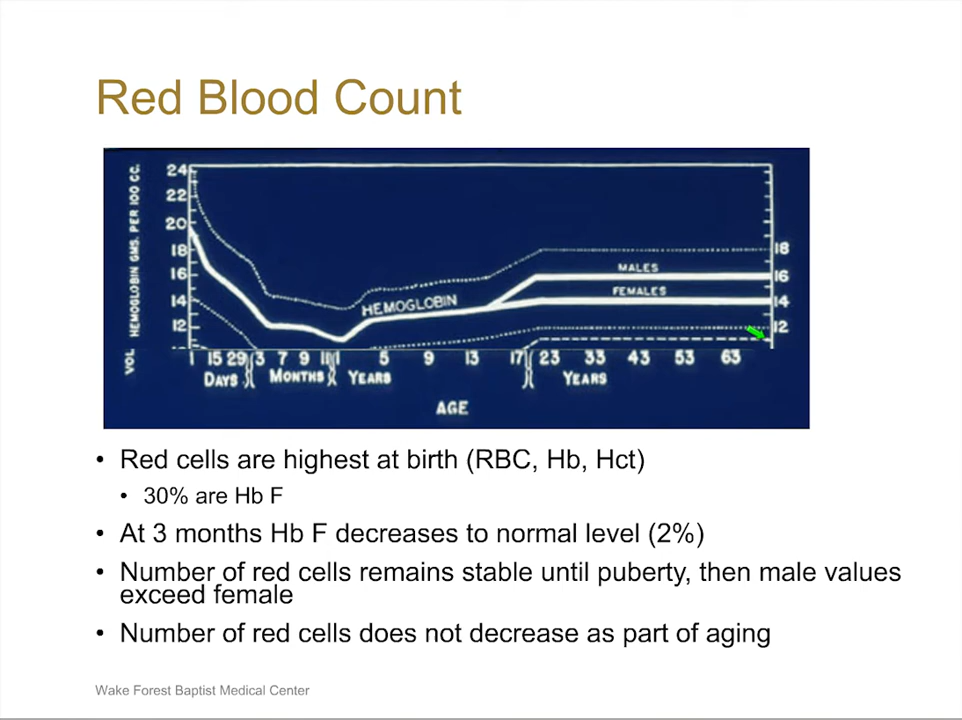 Red Blood Count
24
22
20
18
16
14
12
HEMOGLOBIN GMS. PER 100 CC.
VOL
HEMOGLOBIN
MALES
FEMALES
18
16
14
12
1 15 29 3 7 9 11 1 5 9 13 17 23 33 43 53 63
DAYS MONTHS YEARS YEARS
AGE
• Red cells are highest at birth (RBC, Hb, Hct)
• 30% are Hb F
• At 3 months Hb F decreases to normal level (2%)
• Number of red cells remains stable until puberty, then male values
exceed female
• Number of red cells does not decrease as part of aging
Wake Forest Baptist Medical Center